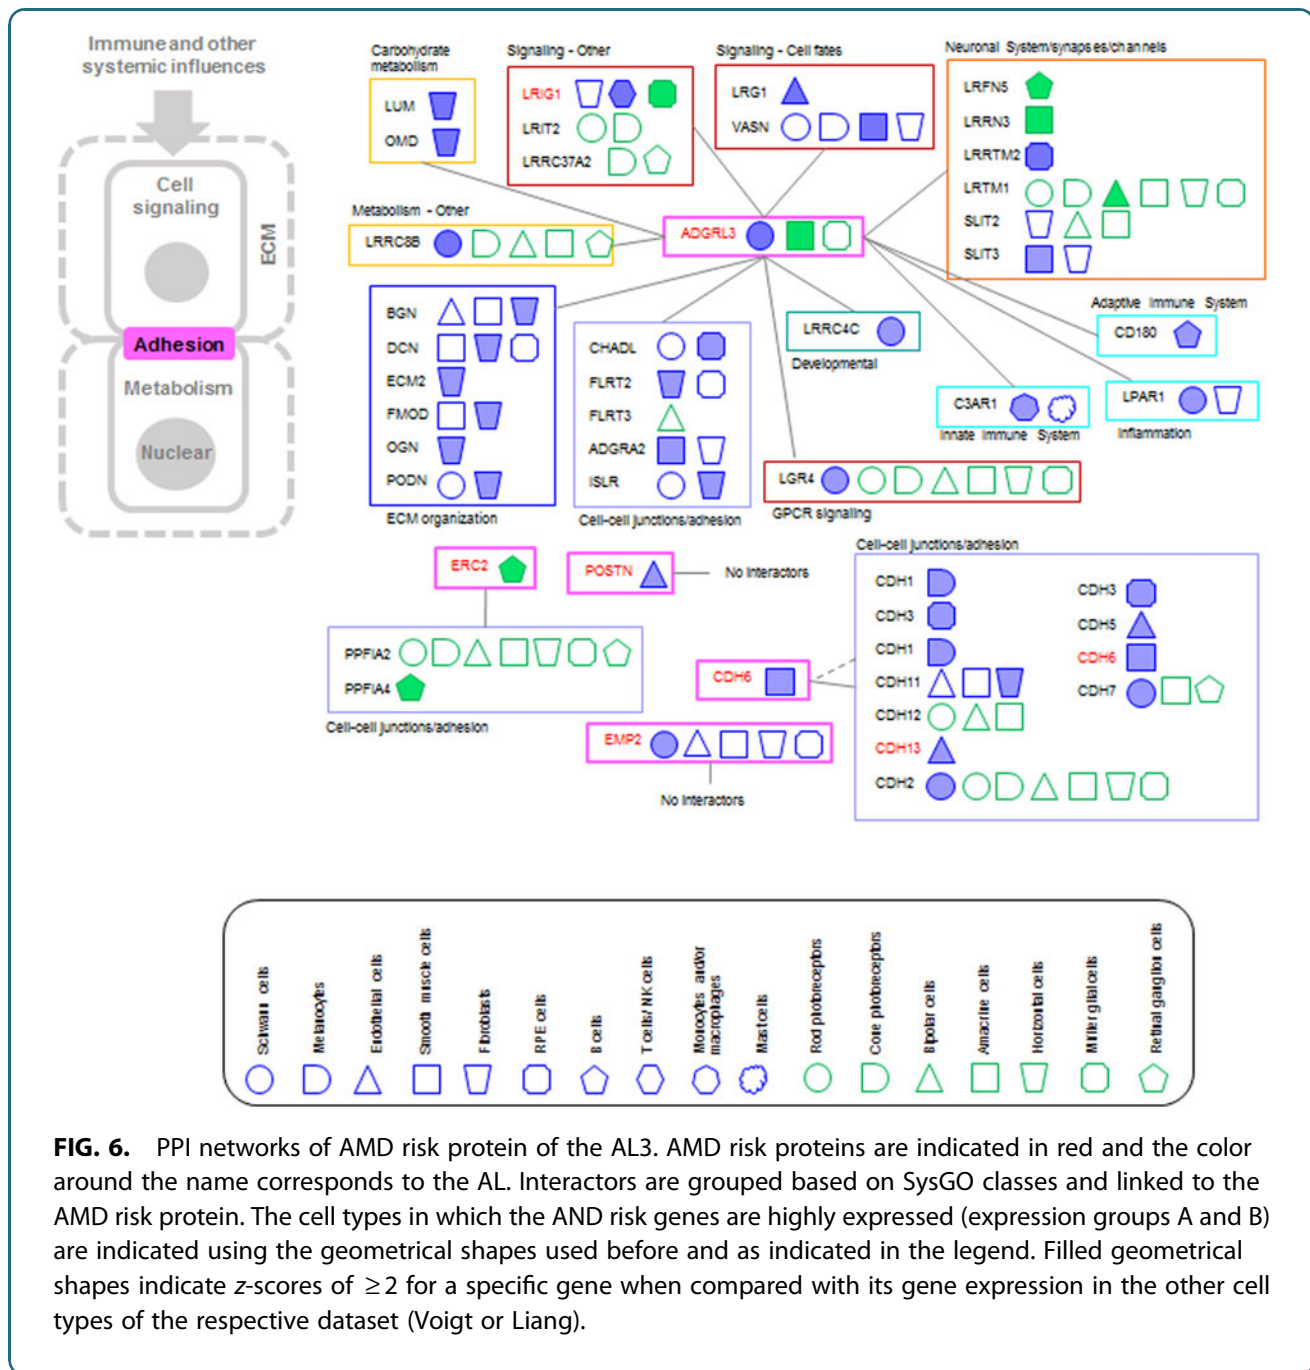 Immune and other
systemic influences
Cell
signaling
ECM
Adhesion
Metabolism
Nuclear
Carbohydrate
metabolism
LUM
OMD
Signaling - Other
LRIG1
LRIT2
LRRC37A2
Signaling - Cell fates
LRG1
VASN
Neuronal System/synapses/channels
LRFN5
LRRN3
LRRTM2
LRTM1
SLIT2
SLIT3
Metabolism - Other
LRRC8B
ADGRL3
BGN
DCN
ECM2
FMOD
OGN
PODN
ECM organization
CHADL
FLRT2
FLRT3
ADGRA2
ISLR
Cell-cell junctions/adhesion
LRRC4C
Developmental
Adaptive Immune System
CD180
C3AR1
Innate Immune System
LPAR1
Inflammation
LGR4
GPCR signaling
ERC2
POSTN
No Interactors
PPFIA2
PPFIA4
Cell-cell junctions/adhesion
CDH6
EMP2
No Interactors
Cell-cell junctions/adhesion
CDH1
CDH3
CDH1
CDH11
CDH12
CDH13
CDH2
CDH3
CDH5
CDH6
CDH7
Schwann cells
Melanocytes
Endothelial cells
Smooth muscle cells
Fibroblasts
RPE cells
B cells
T cells/ NK cells
Monocytes and/or
macrophages
Mast cells
Rod photoreceptors
Cone photoreceptors
Bipolar cells
Amacrine cells
Horizontal cells
Müller glial cells
Retinal ganglion cells
FIG. 6. PPI networks of AMD risk protein of the AL3. AMD risk proteins are indicated in red and the color
around the name corresponds to the AL. Interactors are grouped based on SysGO classes and linked to the
AMD risk protein. The cell types in which the AND risk genes are highly expressed (expression groups A and B)
are indicated using the geometrical shapes used before and as indicated in the legend. Filled geometrical
shapes indicate z-scores of ≥2 for a specific gene when compared with its gene expression in the other cell
types of the respective dataset (Voigt or Liang).